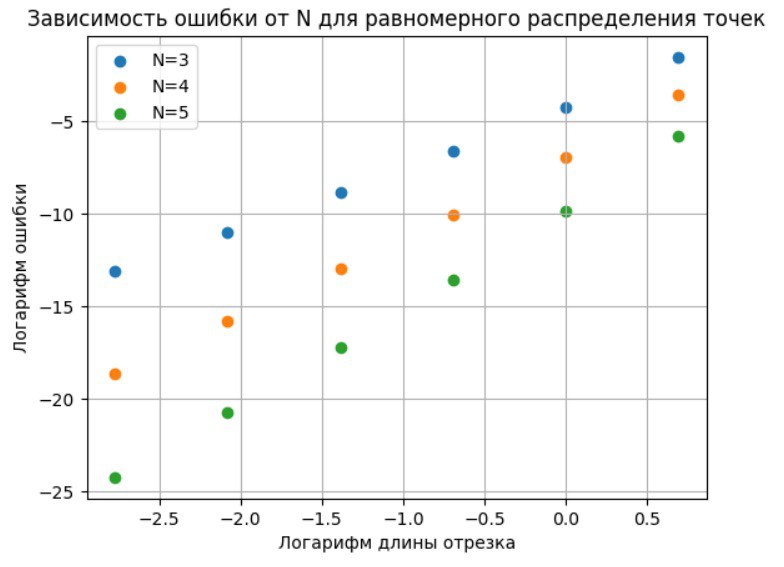 Зависимость ошибки от N для равномерного распределения точек
N=3
N=4
N=5
Логарифм ошибки
−5
−10
−15
−20
−25
−2.5 −2.0 −1.5 −1.0 −0.5 0.0 0.5
Логарифм длины отрезка